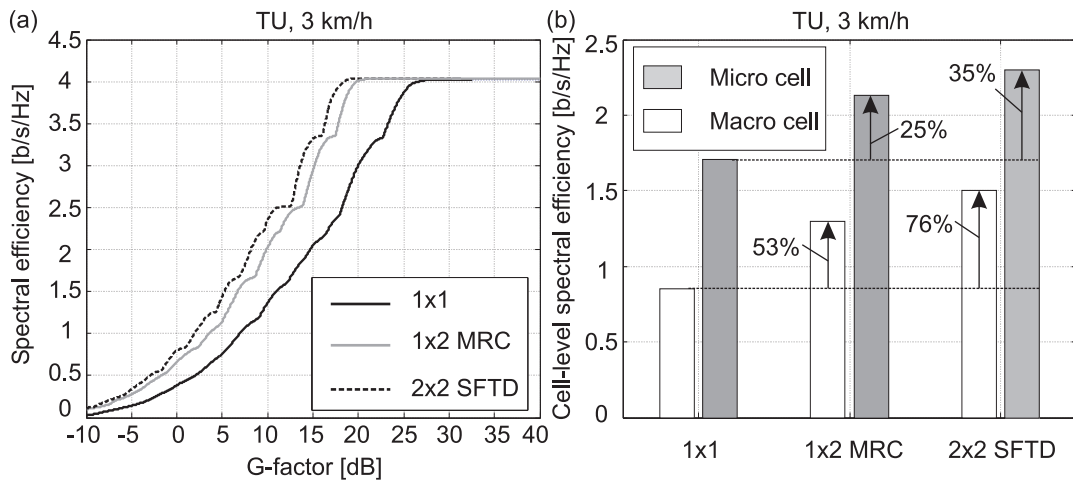 (a)
TU, 3 km/h
Spectral efficiency [b/s/Hz]
4.5
4
3.5
3
2.5
2
1.5
1
0.5
0
-10
-5
0
5
10
15
20
25
30
35
40
G-factor [dB]
1x1
1x2 MRC
2x2 SFTD
(b)
TU, 3 km/h
Cell-level spectral efficiency [b/s/Hz]
2.5
2
1.5
1
0.5
0
Micro cell
Macro cell
35%
25%
53%
76%
1x1
1x2 MRC
2x2 SFTD